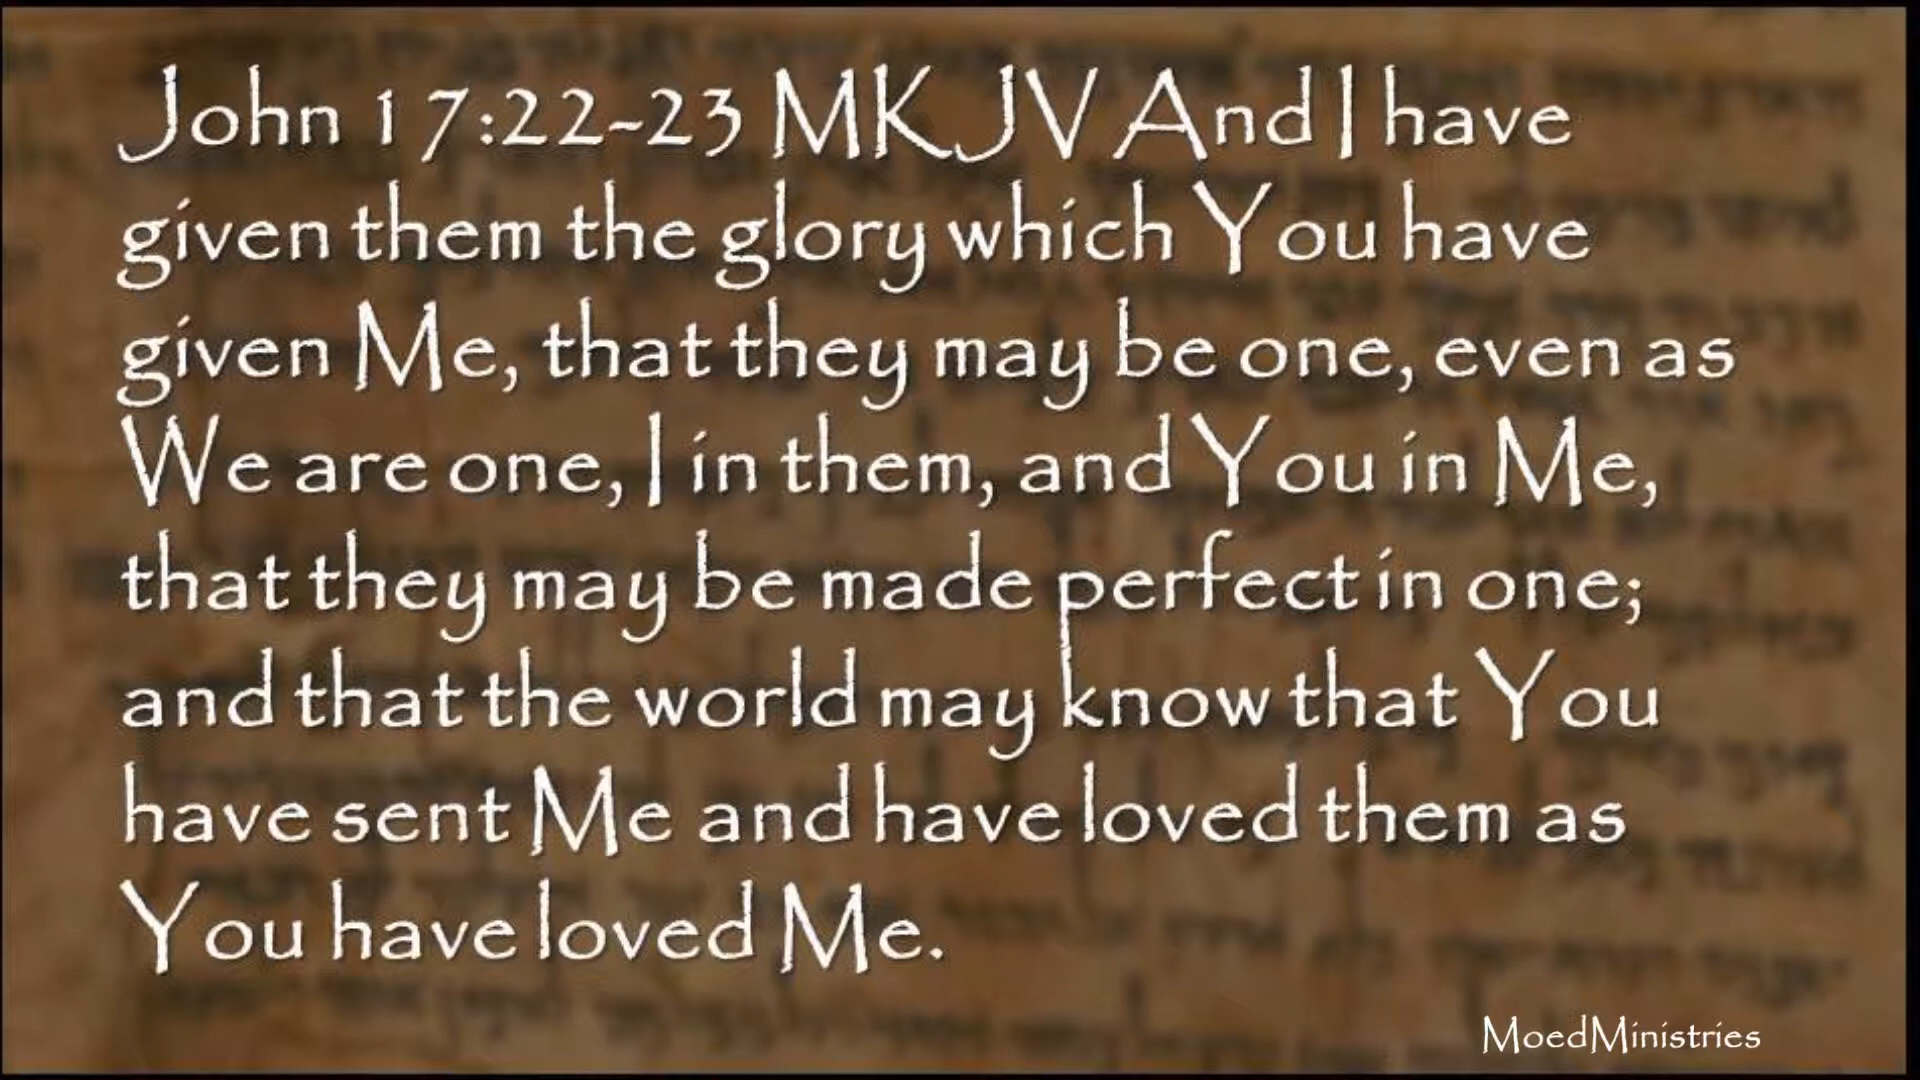 John 17:22-23 MKJV And I have
given them the glory which You have
given Me, that they may be one, even as
We are one, I in them, and You in Me,
that they may be made perfect in one;
and that the world may know that You
have sent Me and have loved them as
You have loved Me.
MoedMinistries